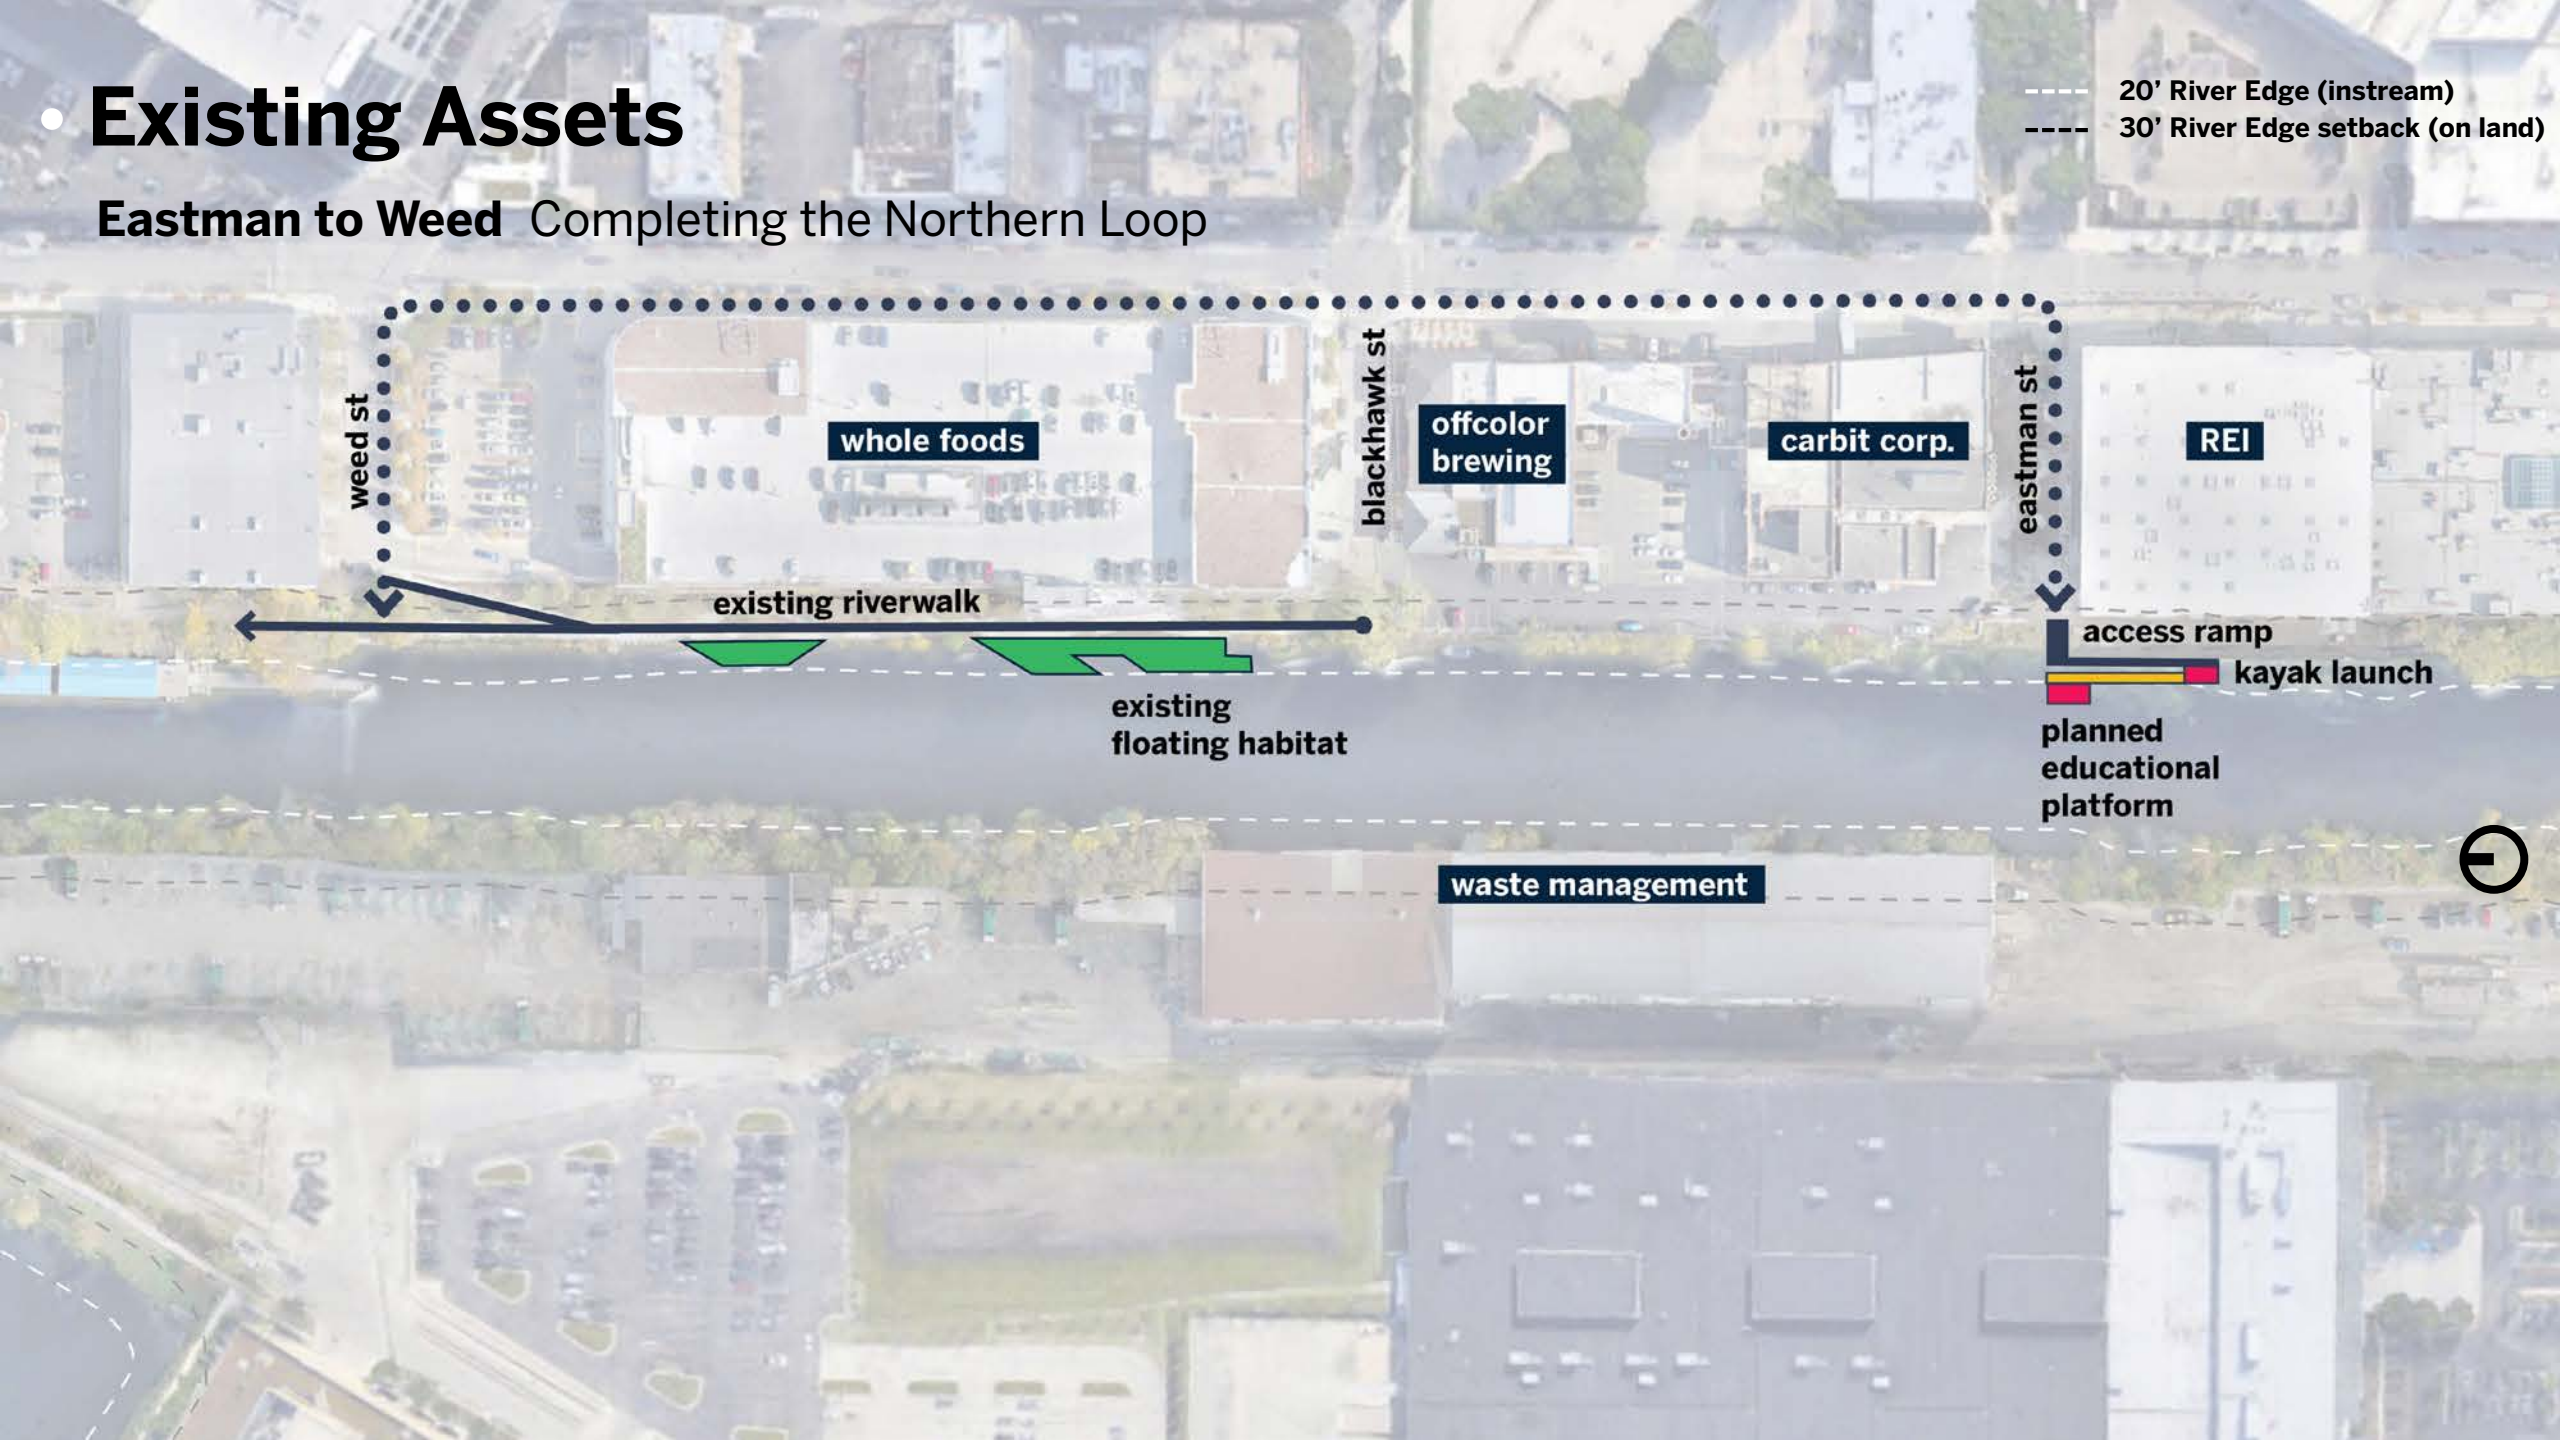 Existing Assets
Eastman to Weed Completing the Northern Loop
20’ River Edge (instream)
30’ River Edge setback (on land)
weed st
whole foods
blackhawk st
offcolor
brewing
carbit corp.
eastman st
REI
existing riverwalk
access ramp
kayak launch
existing
floating habitat
planned
educational
platform
waste management